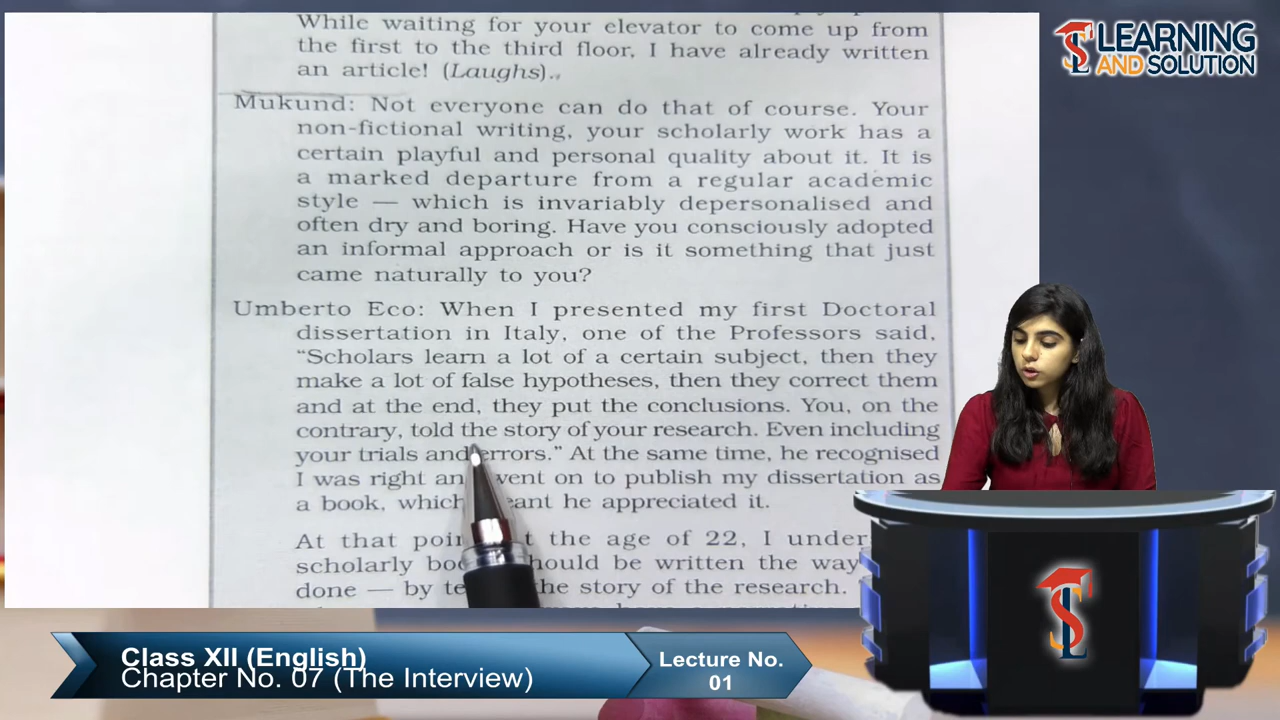 While waiting for your elevator to come up from
the first to the third floor, I have already written
an article! (Laughs).
Mukund: Not everyone can do that of course. Your
non-fictional writing, your scholarly work has a
certain playful and personal quality about it. It is
a marked departure from a regular academic
style — which is invariably depersonalised and
often dry and boring. Have you consciously adopted
an informal approach or is it something that just
came naturally to you?
Umberto Eco: When I presented my first Doctoral
dissertation in Italy, one of the Professors said,
"Scholars learn a lot of a certain subject, then they
make a lot of false hypotheses, then they correct them
and at the end, they put the conclusions. You, on the
contrary, told the story of your research. Even including
your trials and errors." At the same time, he recognised
I was right and went on to publish my dissertation as
a book, which meant he appreciated it.
At that the age of 22, I
scholarly should be written the way
done — by the story of the research.
LEARNING
AND SOLUTION
Class XII (English)
Chapter No. 07 (The Interview)
Lecture No.
01